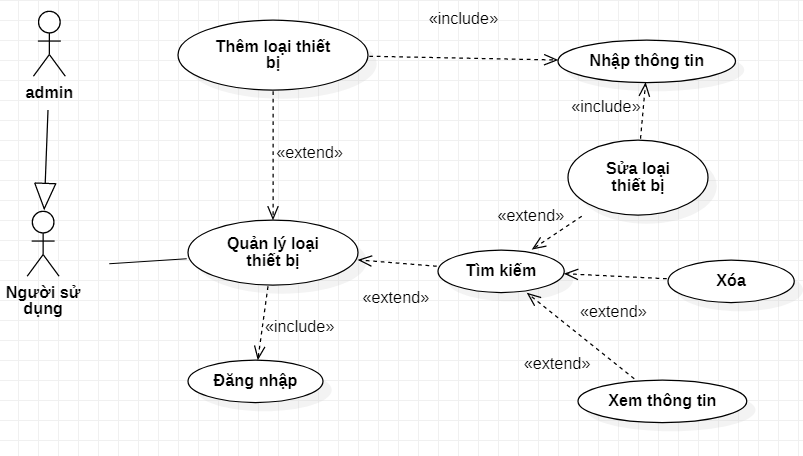 «include»
Thêm loại thiết
bị
Nhập thông tin
admin
«include»
«extend»
Sửa loại
thiết bị
«extend»
Quản lý loại
thiết bị
Tìm kiếm
Xóa
Người sử
dụng
«extend»
«extend»
«include»
«extend»
Đăng nhập
Xem thông tin